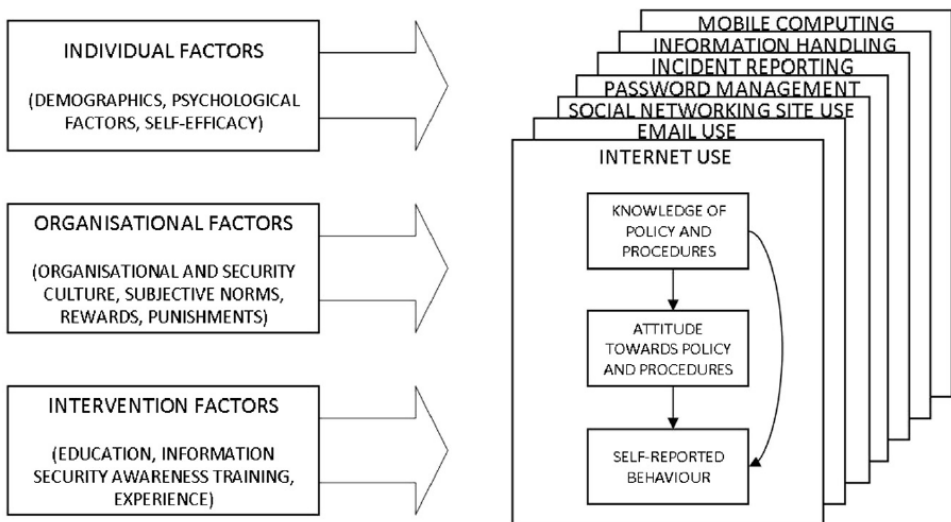 INDIVIDUAL FACTORS
(DEMOGRAPHICS, PSYCHOLOGICAL
FACTORS, SELF-EFFICACY)
ORGANISATIONAL FACTORS
(ORGANISATIONAL AND SECURITY
CULTURE, SUBJECTIVE NORMS,
REWARDS, PUNISHMENTS)
INTERVENTION FACTORS
(EDUCATION, INFORMATION
SECURITY AWARENESS TRAINING,
EXPERIENCE)
MOBILE COMPUTING
INFORMATION HANDLING
INCIDENT REPORTING
PASSWORD MANAGEMENT
SOCIAL NETWORKING SITE USE
EMAIL USE
INTERNET USE
KNOWLEDGE OF
POLICY AND
PROCEDURES
ATTITUDE
TOWARDS POLICY
AND PROCEDURES
SELF-REPORTED
BEHAVIOUR